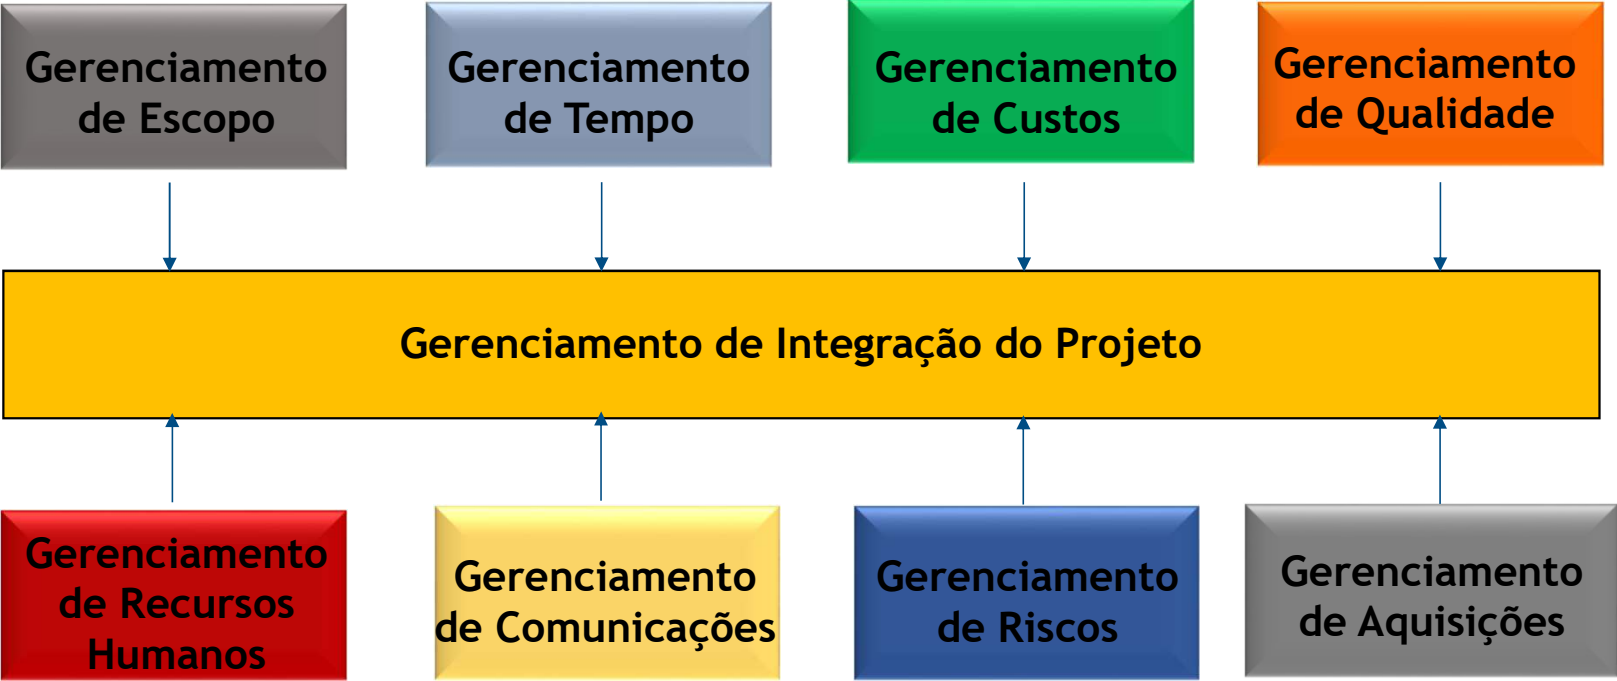 Gerenciamento
de Escopo
Gerenciamento
de Tempo
Gerenciamento
de Custos
Gerenciamento
de Qualidade
Gerenciamento de Integração do Projeto
Gerenciamento
de Recursos
Humanos
Gerenciamento
de Comunicações
Gerenciamento
de Riscos
Gerenciamento
de Aquisições